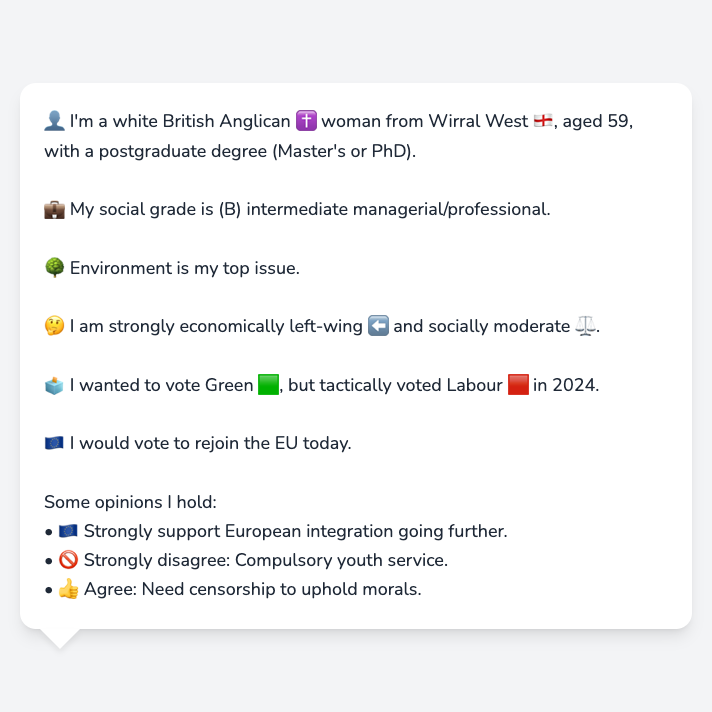 👤 I'm a white British Anglican ✝️ woman from Wirral West 🏴󠁧󠁢󠁥󠁮󠁧󠁿, aged 59,
with a postgraduate degree (Master's or PhD).
💼 My social grade is (B) intermediate managerial/professional.
🌳 Environment is my top issue.
🤔 I am strongly economically left-wing ⬅️ and socially moderate ⚖️.
🗳️ I wanted to vote Green 🟩, but tactically voted Labour 🟥 in 2024.
🇪🇺 I would vote to rejoin the EU today.
Some opinions I hold:
• 🇪🇺 Strongly support European integration going further.
• 🚫 Strongly disagree: Compulsory youth service.
• 👍 Agree: Need censorship to uphold morals.